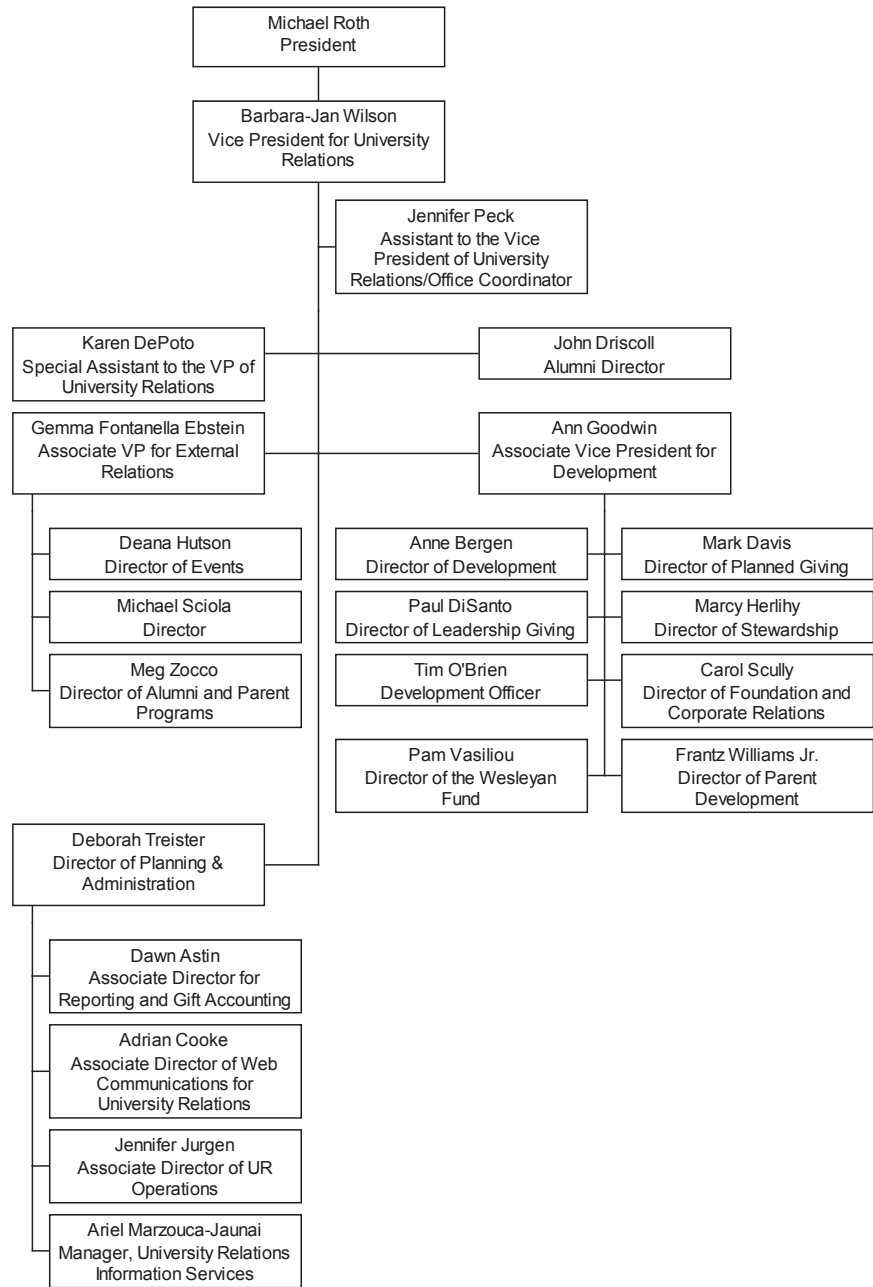 Michael Roth
President
Barbara-Jan Wilson
Vice President for University
Relations
Jennifer Peck
Assistant to the Vice
President of University
Relations/Office Coordinator
Karen DePoto
Special Assistant to the VP of
University Relations
John Driscoll
Alumni Director
Gemma Fontanella Ebstein
Associate VP for External
Relations
Ann Goodwin
Associate Vice President for
Development
Deana Hutson
Director of Events
Michael Sciola
Director
Meg Zocco
Director of Alumni and Parent
Programs
Anne Bergen
Director of Development
Mark Davis
Director of Planned Giving
Paul DiSanto
Director of Leadership Giving
Marcy Herlihy
Director of Stewardship
Tim O'Brien
Development Officer
Carol Scully
Director of Foundation and
Corporate Relations
Pam Vasiliou
Director of the Wesleyan
Fund
Frantz Williams Jr.
Director of Parent
Development
Deborah Treister
Director of Planning &
Administration
Dawn Astin
Associate Director for
Reporting and Gift Accounting
Adrian Cooke
Associate Director of Web
Communications for
University Relations
Jennifer Jurgen
Associate Director of UR
Operations
Ariel Marzouca-Jaunai
Manager, University Relations
Information Services